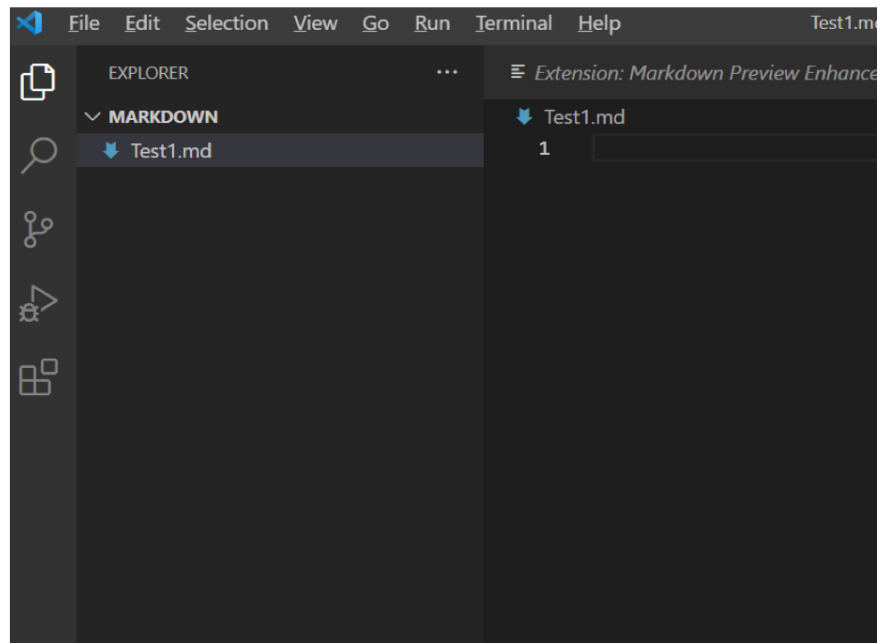 File Edit Selection View Go Run Terminal Help Test1.m
EXPLORER ··· Extension: Markdown Preview Enhance
MARKDOWN Test1.md
Test1.md 1